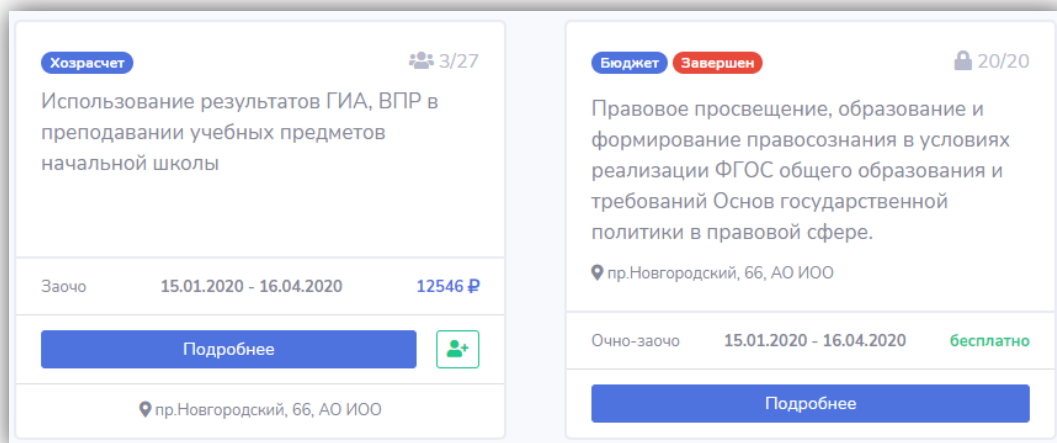 Хозрасчет
3/27
Использование результатов ГИА, ВПР в
преподавании учебных предметов
начальной школы
Заочо
15.01.2020 - 16.04.2020
12546 ₽
Подробнее
пр.Новгородский, 66, АО ИОО
Бюджет
Завершен
20/20
Правовое просвещение, образование и
формирование правосознания в условиях
реализации ФГОС общего образования и
требований Основ государственной
политики в правовой сфере.
пр.Новгородский, 66, АО ИОО
Очно-заочо
15.01.2020 - 16.04.2020
бесплатно
Подробнее